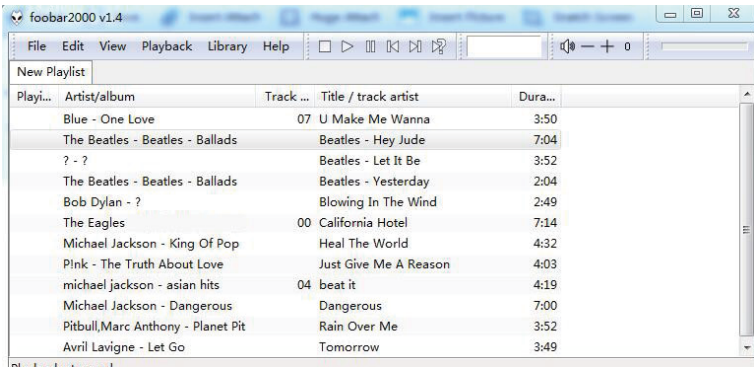 foobar2000 v1.4
File Edit View Playback Library Help 0
New Playlist
Playi... Artist/album Track ... Title / track artist Dura...
Blue - One Love 07 U Make Me Wanna 3:50
The Beatles - Beatles - Ballads Beatles - Hey Jude 7:04
? - ? Beatles - Let It Be 3:52
The Beatles - Beatles - Ballads Beatles - Yesterday 2:04
Bob Dylan - ? Blowing In The Wind 2:49
The Eagles 00 California Hotel 7:14
Michael Jackson - King Of Pop Heal The World 4:32
P!nk - The Truth About Love Just Give Me A Reason 4:03
michael jackson - asian hits 04 beat it 4:19
Michael Jackson - Dangerous Dangerous 7:00
Pitbull,Marc Anthony - Planet Pit Rain Over Me 3:52
Avril Lavigne - Let Go Tomorrow 3:49